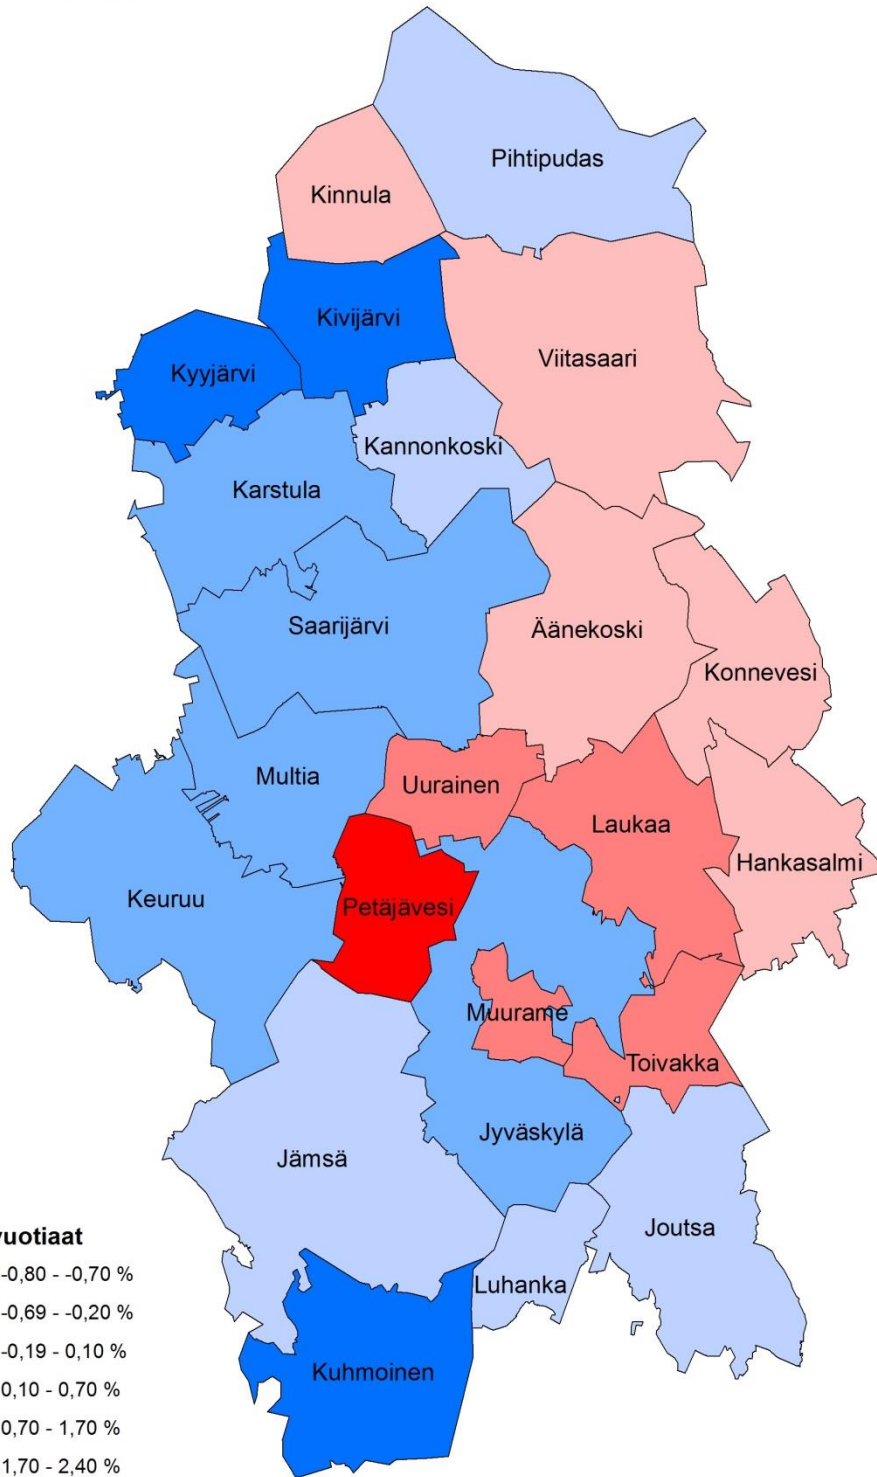 Pihtipudas
Kinnula
Kivijärvi
Viitasaari
Kyyjärvi
Kannonkoski
Karstula
Saarijärvi
Äänekoski
Konnevesi
Multia
Uurainen
Laukaa
Hankasalmi
Keuruu
Petäjävesi
Muurame
Toivakka
Jyväskylä
Jämsä
Joutsa
Luhanka
Kuhmoinen
vuotiaat
-0,80 - -0,70 %
-0,69 - -0,20 %
-0,19 - 0,10 %
0,10 - 0,70 %
0,70 - 1,70 %
1,70 - 2,40 %